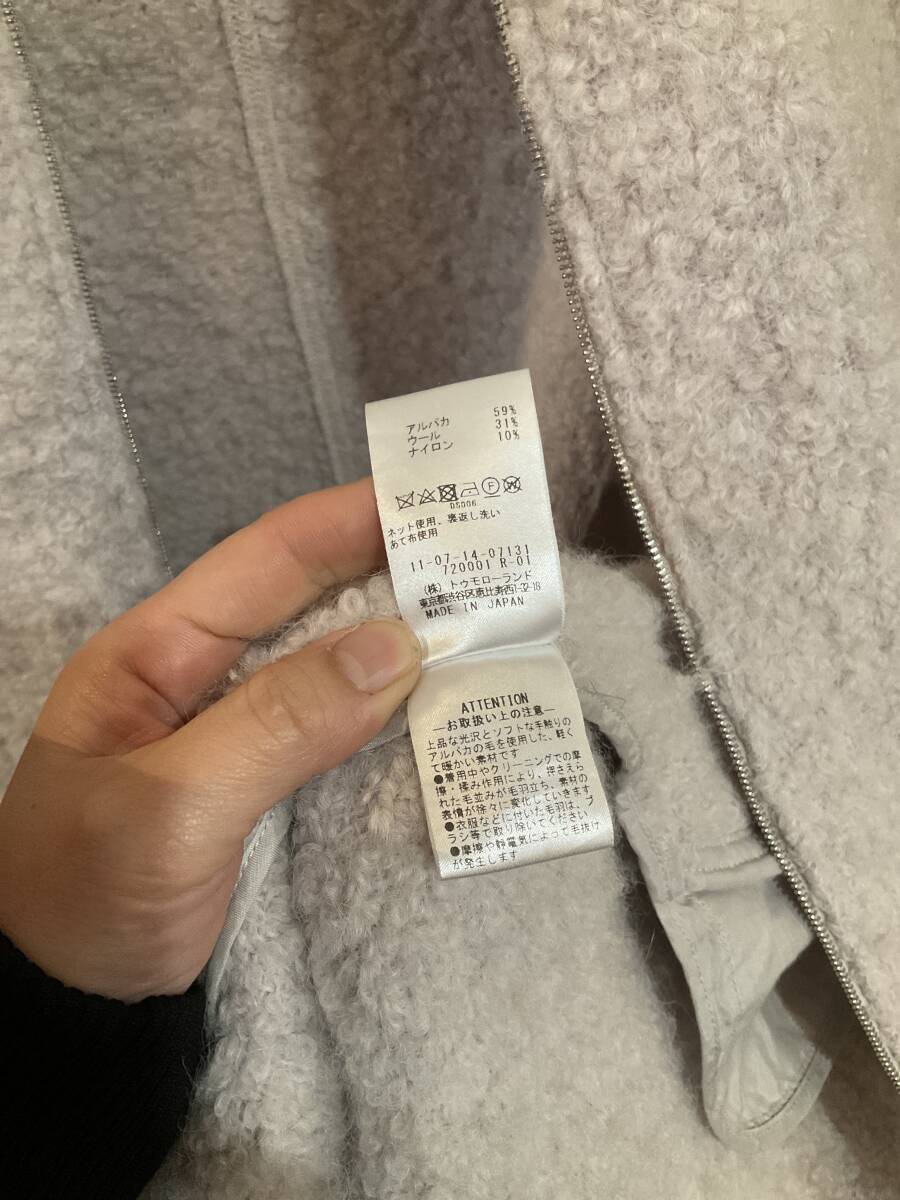 アルパカ 59%
ウール 31%
ナイロン 10%
F W
DS006
ネット使用、裏返し洗い
あて布使用
11-07-14-07131
720001 R-01
(株)トゥモローランド
東京都渋谷区恵比寿西1-32-18
MADE IN JAPAN
ATTENTION
―お取扱い上の注意―
上品な光沢とソフトな手触りの
アルパカの毛を使用した、軽く
て暖かい素材です
●着用中やクリーニングでの摩
擦・揉み作用により、押さえら
れた毛並みが毛羽立ち、素材の
表情が徐々に変化していきます
●衣服などに付いた毛羽は、ブ
ラシ等で取り除いてください
●摩擦や静電気によって毛抜け
が発生します